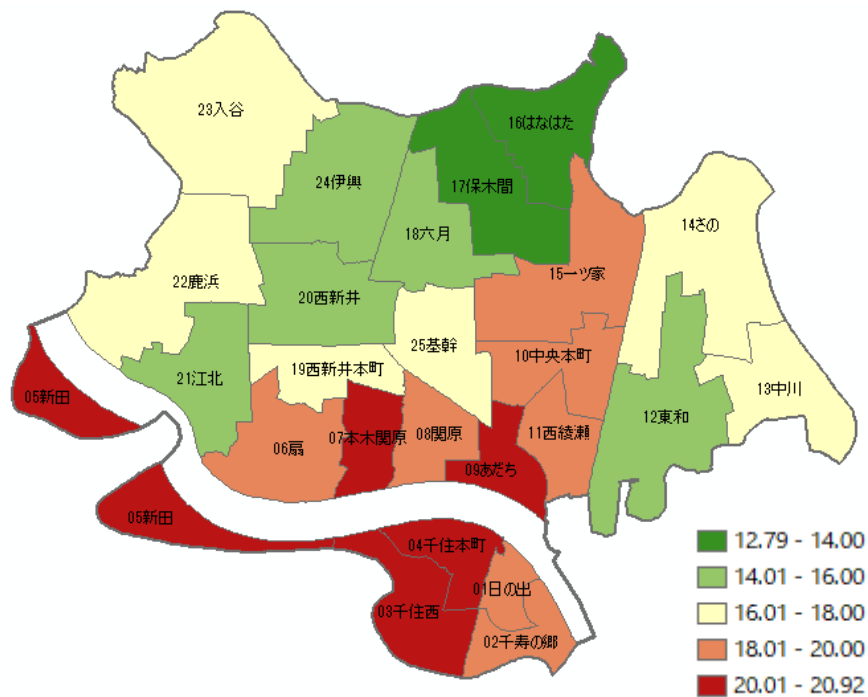 16はなはた
23入谷
24伊興
17保木間
18六月
14さの
22鹿浜
15一ツ家
20西新井
25基幹
10中央本町
19西新井本町
21江北
05新田
13中川
12東和
07本木関原
08関原
11西綾瀬
06扇
09あだち
05新田
04千住本町
01日の出
03千住西
02千寿の郷
12.79 - 14.00
14.01 - 16.00
16.01 - 18.00
18.01 - 20.00
20.01 - 20.92